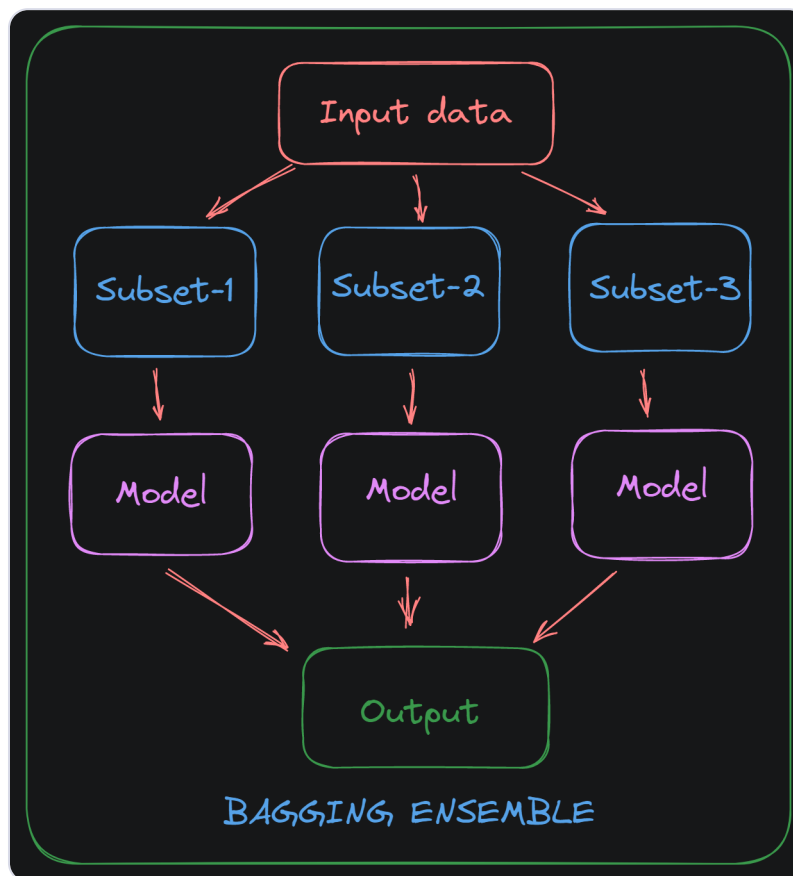 Input data
Subset-1
Subset-2
Subset-3
Model
Model
Model
Output
BAGGING ENSEMBLE